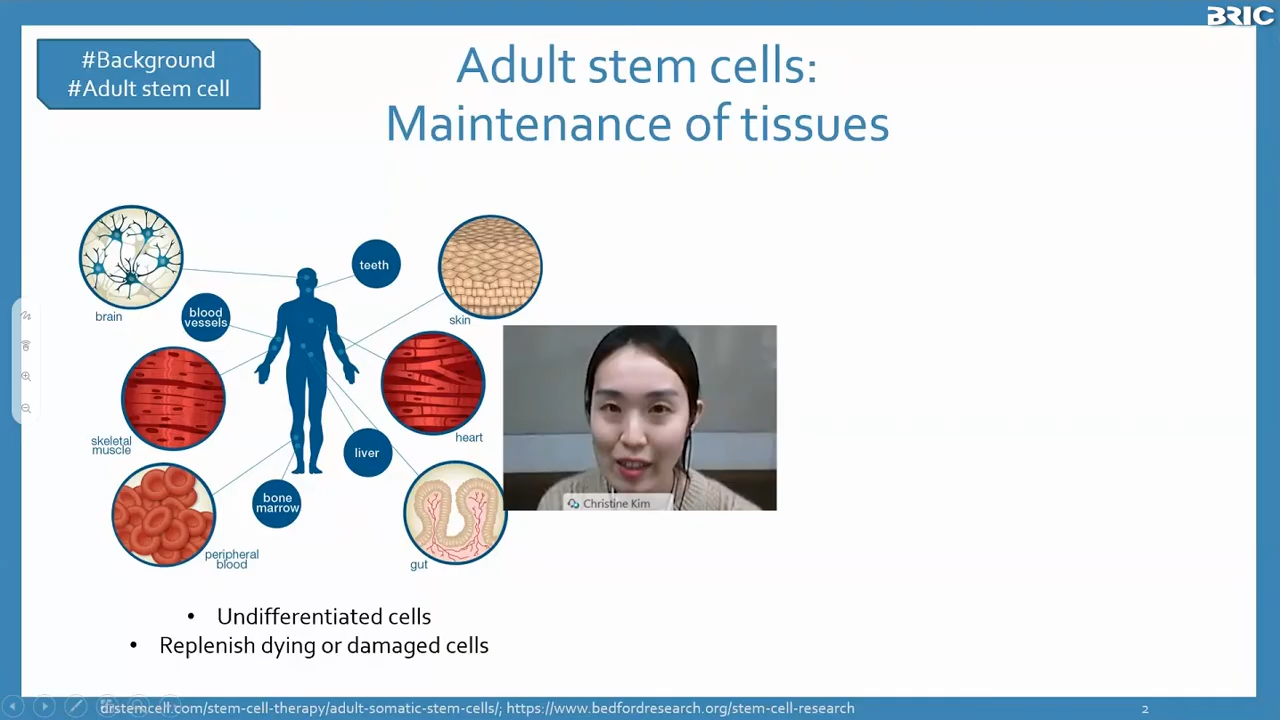 BRIC
#Background
#Adult stem cell
Adult stem cells:
Maintenance of tissues
brain
blood
vessels
teeth
skin
skeletal
muscle
heart
liver
bone
marrow
peripheral
blood
gut
Christine Kim
• Undifferentiated cells
• Replenish dying or damaged cells
drstemcell.com/stem-cell-therapy/adult-somatic-stem-cells/; https://www.bedfordresearch.org/stem-cell-research
2